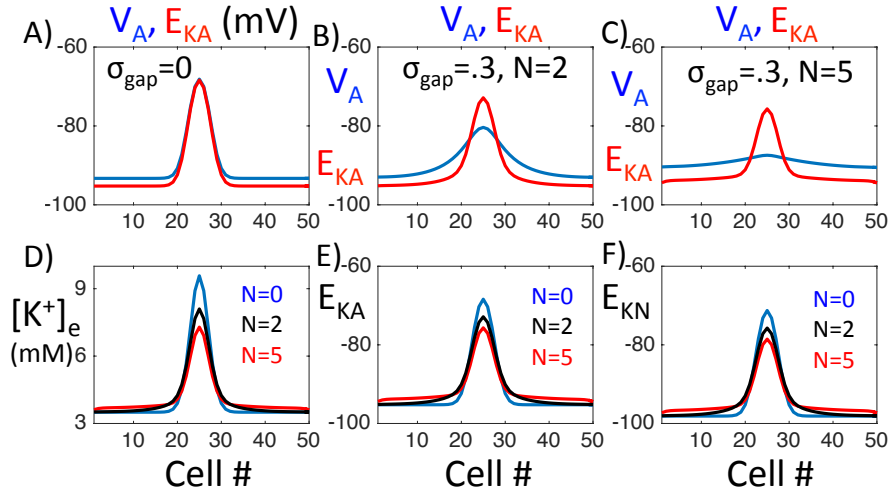 V_A, E_KA (mV)
V_A, E_KA
V_A, E_KA
A)
-60
-80
-100
σ_gap=0
10 20 30 40 50
B)
-60
V_A
-80
E_KA
-100
σ_gap=.3, N=2
10 20 30 40 50
C)
-60
V_A
-80
E_KA
-100
σ_gap=.3, N=5
10 20 30 40 50
D)
9
[K⁺]_e
(mM)
6
3
N=0
N=2
N=5
10 20 30 40 50
Cell #
E)
-60
E_KA
-80
-100
N=0
N=2
N=5
10 20 30 40 50
Cell #
F)
-60
E_KN
-80
-100
N=0
N=2
N=5
10 20 30 40 50
Cell #